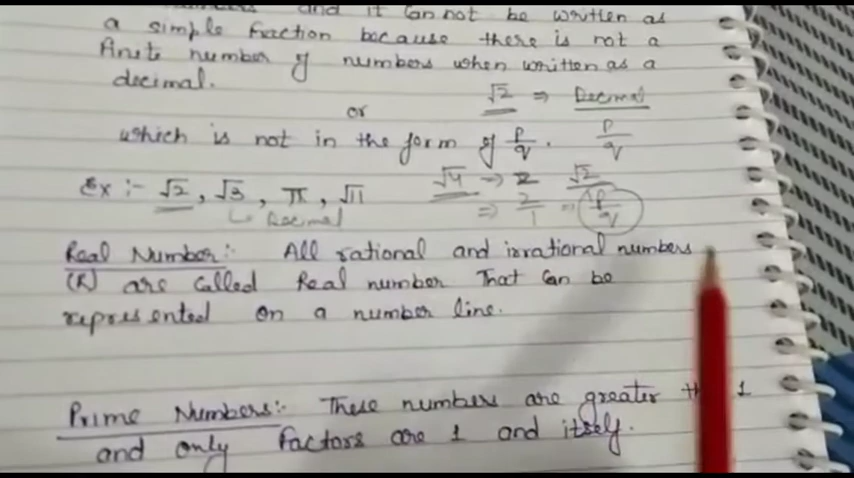 and it can not be written as
a simple fraction because there is not a
finite number of numbers when written as a
decimal.
√2 ⇒ Decimal
or
which is not in the form of p/q. p/q
Ex :- √2, √3, π, √11
↳ Decimal
√4 → 2 √2/1
⇒ 2/1 = p/q
Real Number:- All rational and irrational numbers
(R) are called Real number That can be
represented on a number line.
Prime Numbers:- These numbers are greater 1
and only factors are 1 and itself.